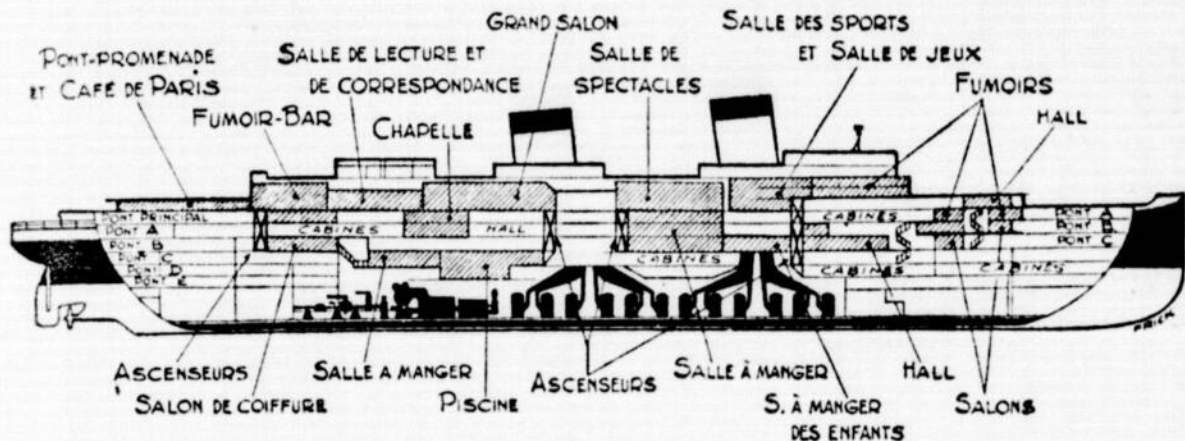 GRAND SALON
SALLE DES SPORTS
ET SALLE DE JEUX
PONT-PROMENADE
ET CAFÉ DE PARIS
SALLE DE LECTURE ET
DE CORRESPONDANCE
SALLE DE
SPECTACLES
FUMOIRS
HALL
FUMOIR-BAR
CHAPELLE
PONT PRINCIPAL
PONT A
PONT B
PONT C
PONT D
CABINES
HALL
CABINES
CABINES
CABINES
CABINES
PONT A
PONT B
PONT C
ASCENSEURS
SALON DE COIFFURE
SALLE A MANGER
PISCINE
ASCENSEURS
SALLE À MANGER
S. À MANGER
DES ENFANTS
HALL
SALONS